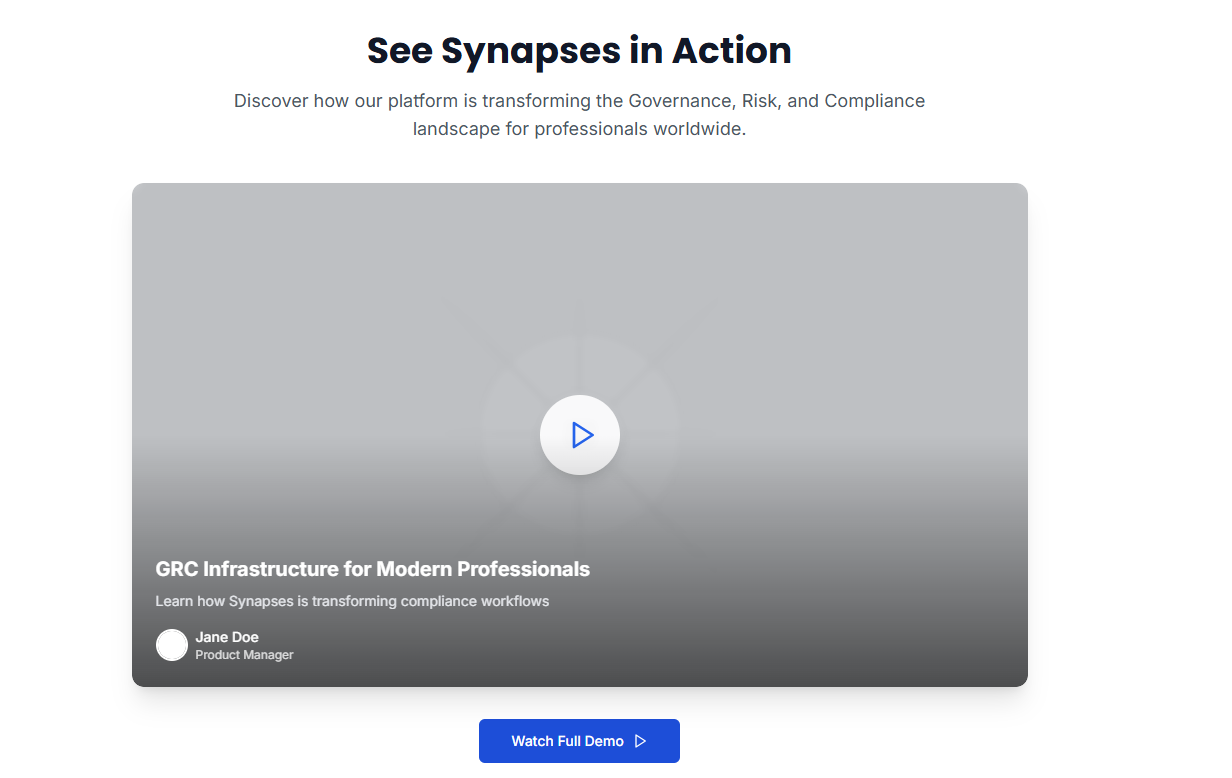 See Synapses in Action
Discover how our platform is transforming the Governance, Risk, and Compliance
landscape for professionals worldwide.
GRC Infrastructure for Modern Professionals
Learn how Synapses is transforming compliance workflows
Jane Doe
Product Manager
Watch Full Demo